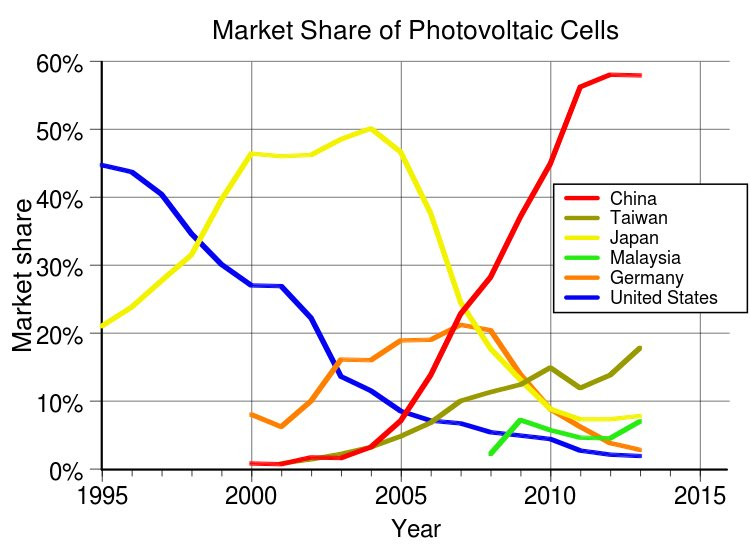 Market Share of Photovoltaic Cells
60%
50%
40%
30%
20%
10%
0%
Market share
China
Taiwan
Japan
Malaysia
Germany
United States
1995
2000
2005
2010
2015
Year